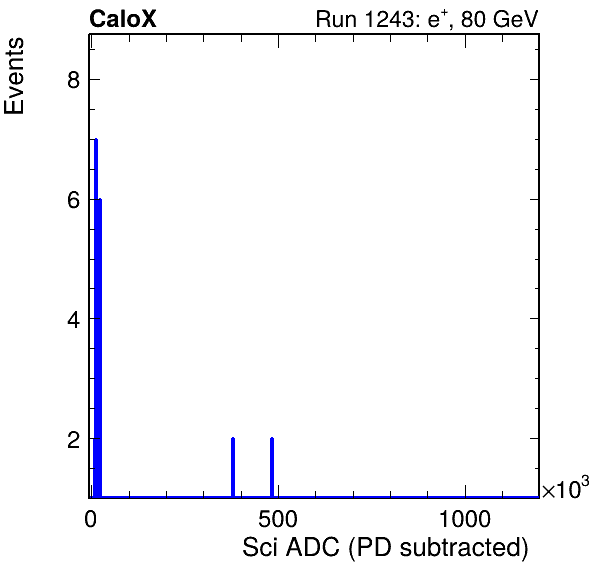 CaloX Run 1243: e+, 80 GeV
Events
8
6
4
2
0 500 1000 ×10³
Sci ADC (PD subtracted)